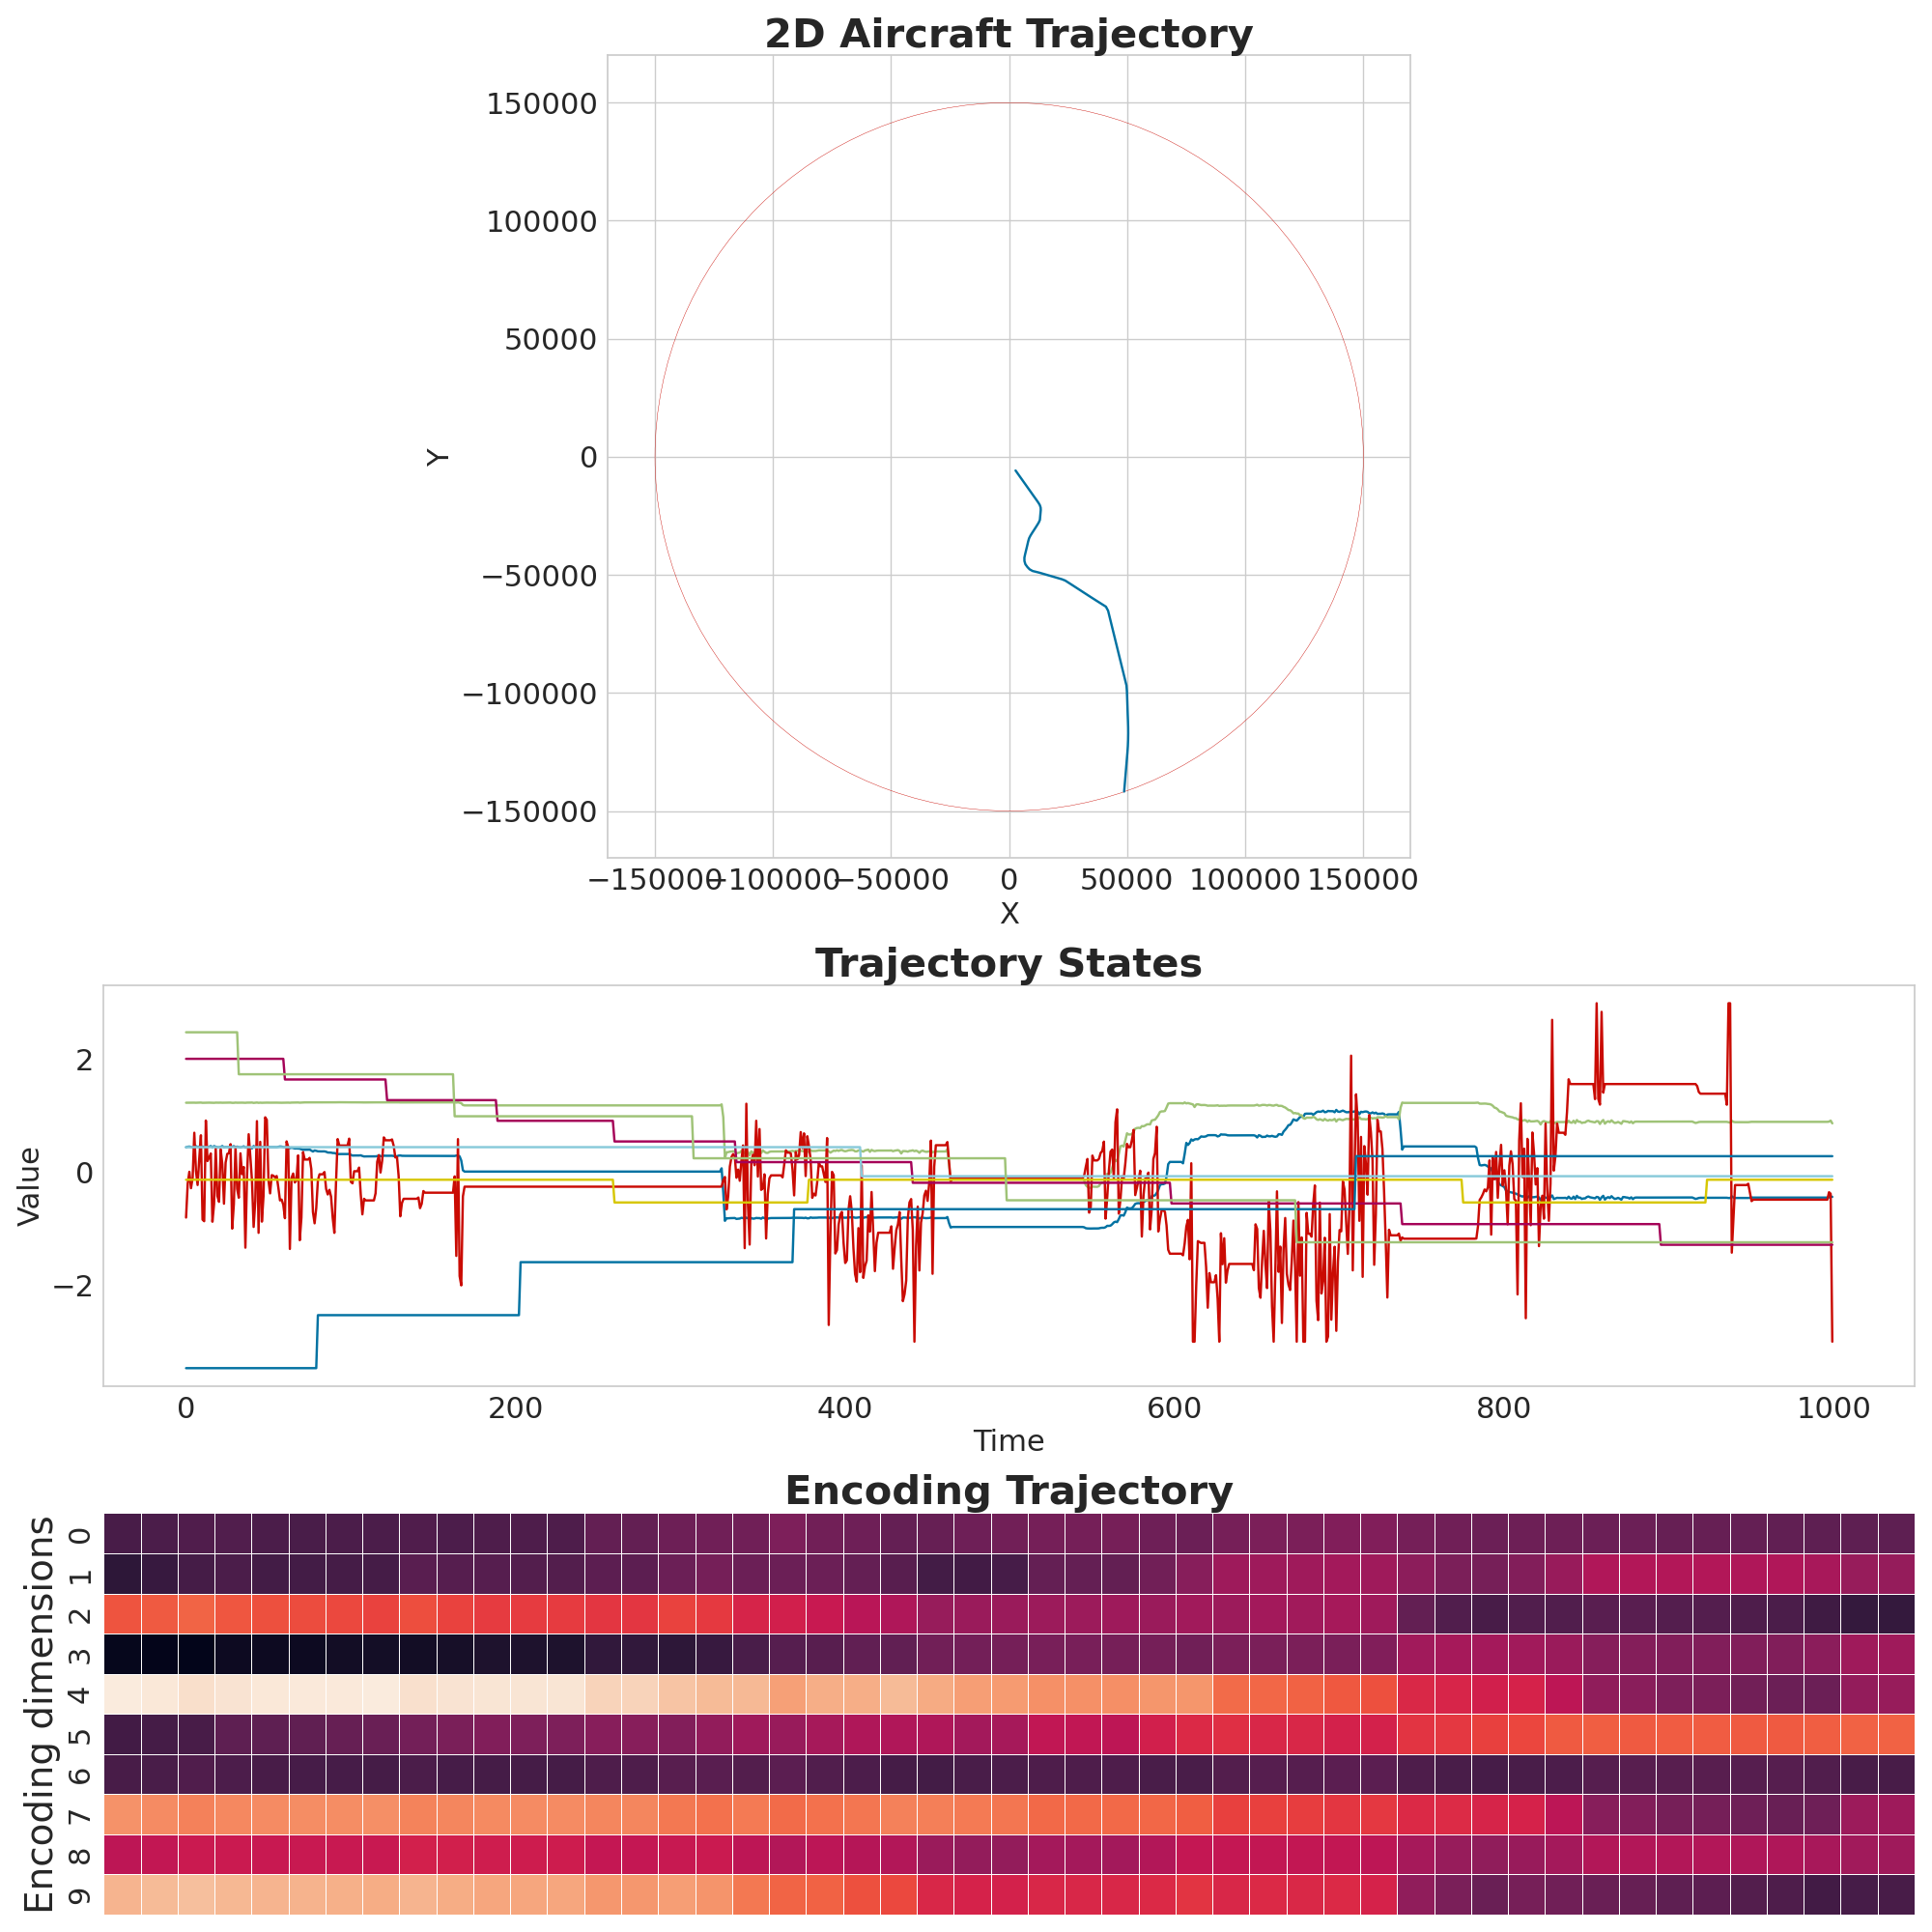 2D Aircraft Trajectory
150000
100000
50000
0
−50000
−100000
−150000
Y
−150000 −100000 −50000 0 50000 100000 150000
X
Trajectory States
2
0
−2
Value
0 200 400 600 800 1000
Time
Encoding Trajectory
Encoding dimensions
0
1
2
3
4
5
6
7
8
9